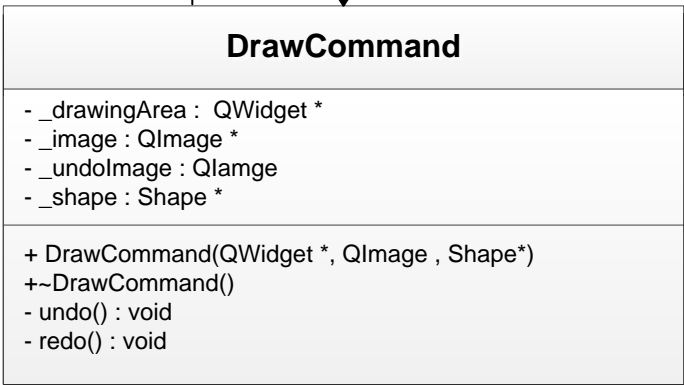 DrawCommand
- _drawingArea :  QWidget *
- _image : QImage *
- _undoImage : QIamge
- _shape : Shape *
+ DrawCommand(QWidget *, QImage , Shape*)
+~DrawCommand()
- undo() : void
- redo() : void